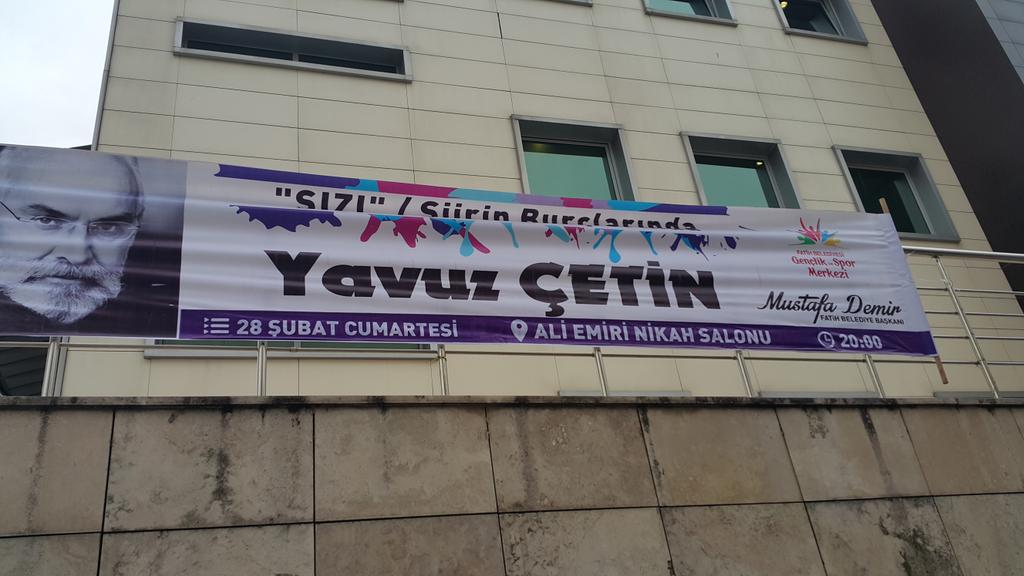 "SIZI" / Şiirin Burçlarında
Yavuz ÇETİN
28 ŞUBAT CUMARTESİ
ALİ EMİRİ NİKAH SALONU
20:00
FATİH BELEDİYESİ
Gençlik ve Spor
Merkezi
Mustafa Demir
FATİH BELEDİYE BAŞKANI